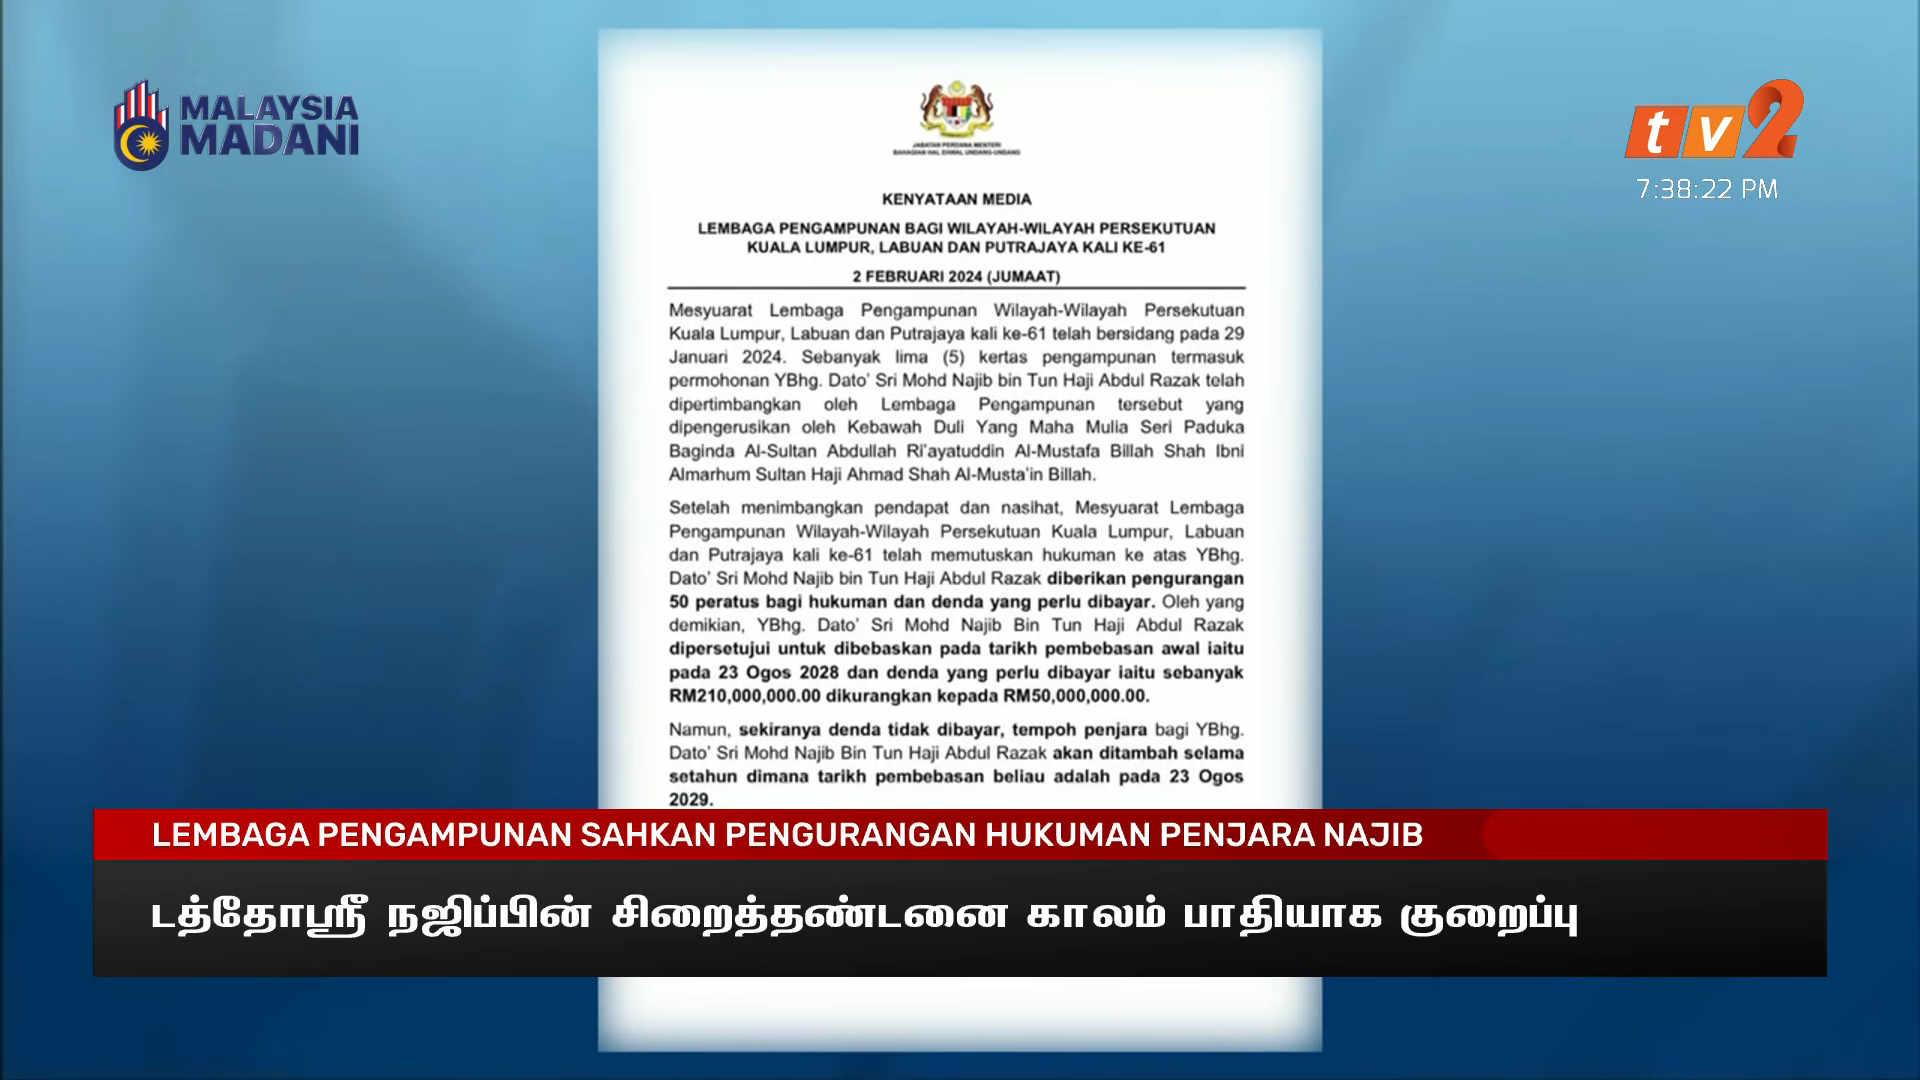 MALAYSIA
MADANI
tv2
7:38:22 PM
JABATAN PERDANA MENTERI
BAHAGIAN HAL EHWAL UNDANG-UNDANG
KENYATAAN MEDIA
LEMBAGA PENGAMPUNAN BAGI WILAYAH-WILAYAH PERSEKUTUAN
KUALA LUMPUR, LABUAN DAN PUTRAJAYA KALI KE-61
2 FEBRUARI 2024 (JUMAAT)
Mesyuarat Lembaga Pengampunan Wilayah-Wilayah Persekutuan
Kuala Lumpur, Labuan dan Putrajaya kali ke-61 telah bersidang pada 29
Januari 2024. Sebanyak lima (5) kertas pengampunan termasuk
permohonan YBhg. Dato' Sri Mohd Najib bin Tun Haji Abdul Razak telah
dipertimbangkan oleh Lembaga Pengampunan tersebut yang
dipengerusikan oleh Kebawah Duli Yang Maha Mulia Seri Paduka
Baginda Al-Sultan Abdullah Ri'ayatuddin Al-Mustafa Billah Shah Ibni
Almarhum Sultan Haji Ahmad Shah Al-Musta'in Billah.
Setelah menimbangkan pendapat dan nasihat, Mesyuarat Lembaga
Pengampunan Wilayah-Wilayah Persekutuan Kuala Lumpur, Labuan
dan Putrajaya kali ke-61 telah memutuskan hukuman ke atas YBhg.
Dato' Sri Mohd Najib bin Tun Haji Abdul Razak diberikan pengurangan
50 peratus bagi hukuman dan denda yang perlu dibayar. Oleh yang
demikian, YBhg. Dato' Sri Mohd Najib Bin Tun Haji Abdul Razak
dipersetujui untuk dibebaskan pada tarikh pembebasan awal iaitu
pada 23 Ogos 2028 dan denda yang perlu dibayar iaitu sebanyak
RM210,000,000.00 dikurangkan kepada RM50,000,000.00.
Namun, sekiranya denda tidak dibayar, tempoh penjara bagi YBhg.
Dato' Sri Mohd Najib Bin Tun Haji Abdul Razak akan ditambah selama
setahun dimana tarikh pembebasan beliau adalah pada 23 Ogos
2029.
LEMBAGA PENGAMPUNAN SAHKAN PENGURANGAN HUKUMAN PENJARA NAJIB
டத்தோஸ்ரீ நஜிப்பின் சிறைத்தண்டனை காலம் பாதியாக குறைப்பு